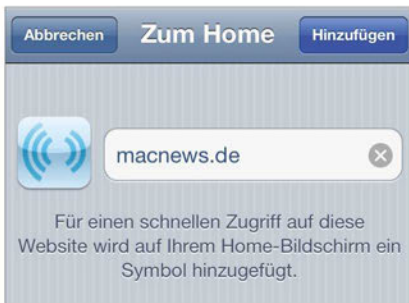 Abbrechen Zum Home Hinzufügen
macnews.de
Für einen schnellen Zugriff auf diese
Website wird auf Ihrem Home-Bildschirm ein
Symbol hinzugefügt.